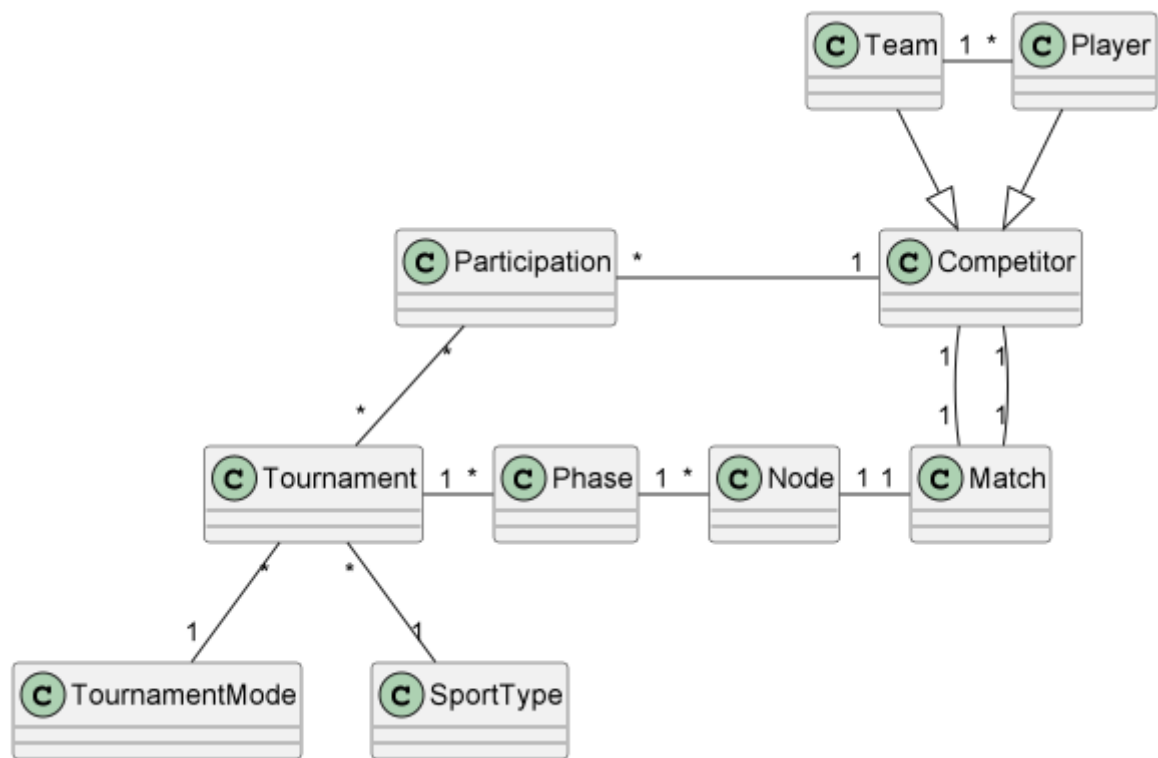 C Team 1 * C Player
C Participation * 1 C Competitor
* 1 1
* 1 1
C Tournament 1 * C Phase 1 * C Node 1 1 C Match
* *
1 1
C TournamentMode C SportType